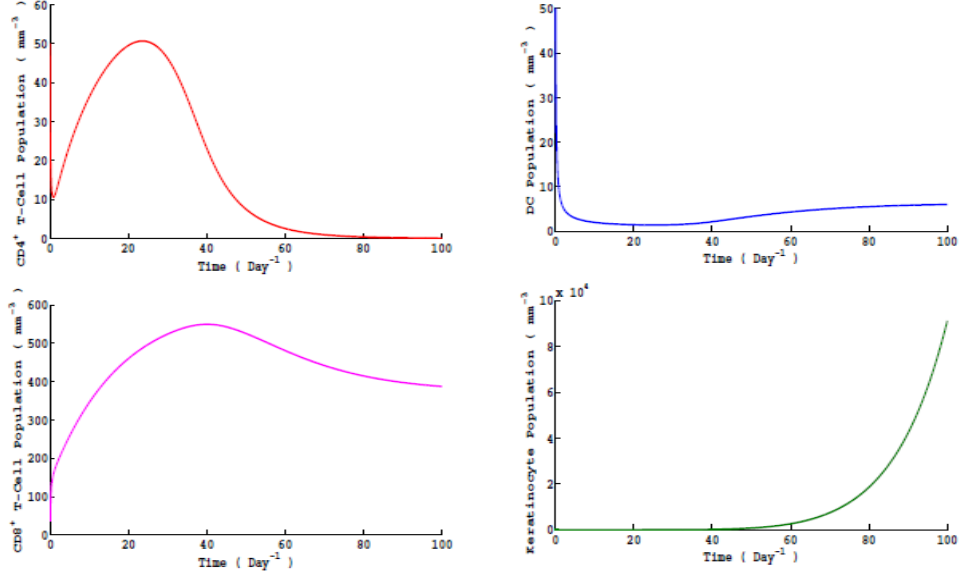 60
50
40
30
20
10
0
0 20 40 60 80 100
CD4+ T-Cell Population ( mm-3 )
Time ( Day-1 )
50
40
30
20
10
0
0 20 40 60 80 100
DC Population ( mm-3 )
Time ( Day-1 )
600
500
400
300
200
100
0
0 20 40 60 80 100
CD8+ T-Cell Population ( mm-3 )
Time ( Day-1 )
x 10^4
10
8
6
4
2
0
0 20 40 60 80 100
Keratinocyte Population ( mm-3 )
Time ( Day-1 )